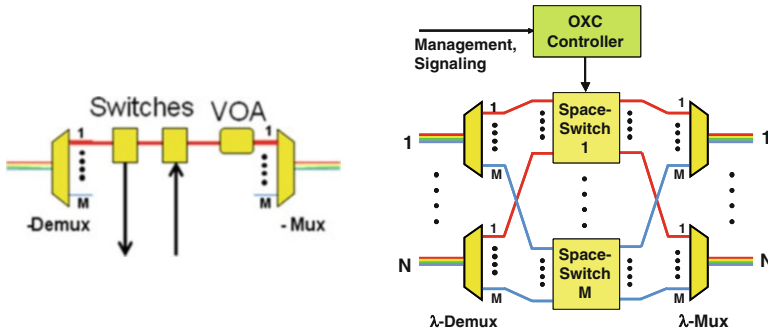 Switches VOA
1 1
M M
-Demux - Mux
OXC
Controller
Management,
Signaling
1 1 Space-
Switch
1 1 1
M M
N 1 Space-
Switch
M 1 N
M M
λ-Demux λ-Mux